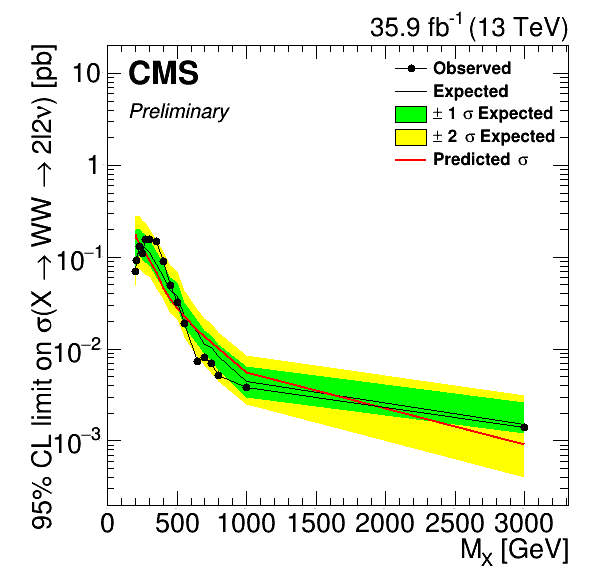 35.9 fb⁻¹ (13 TeV)
CMS
Preliminary
Observed
Expected
± 1 σ Expected
± 2 σ Expected
Predicted σ
95% CL limit on σ(X → WW → 2l2ν) [pb]
10
1
10⁻¹
10⁻²
10⁻³
0 500 1000 1500 2000 2500 3000
M_X [GeV]